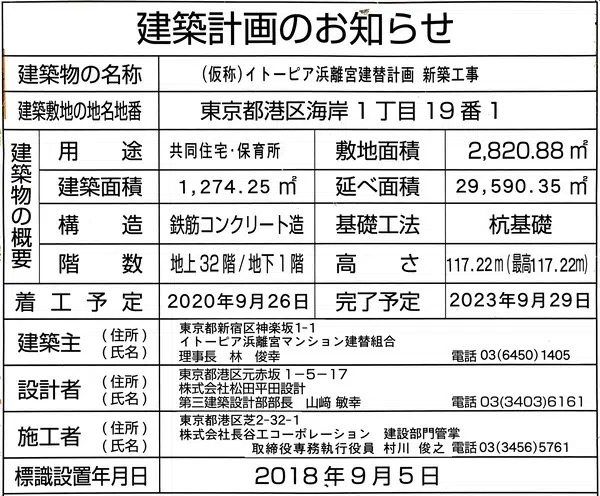 建築計画のお知らせ
建築物の名称 (仮称)イトーピア浜離宮建替計画 新築工事
建築敷地の地名地番 東京都港区海岸1丁目19番1
建築物の概要
用途 共同住宅・保育所 敷地面積 2,820.88㎡
建築面積 1,274.25㎡ 延べ面積 29,590.35㎡
構造 鉄筋コンクリート造 基礎工法 杭基礎
階数 地上32階/地下1階 高さ 117.22m(最高117.22m)
着工予定 2020年9月26日 完了予定 2023年9月29日
建築主 (住所) 東京都新宿区神楽坂1-1
イトーピア浜離宮マンション建替組合
(氏名) 理事長 林 俊幸 電話 03(6450)1405
設計者 (住所) 東京都港区元赤坂1-5-17
株式会社松田平田設計
(氏名) 第三建築設計部部長 山﨑 敏幸 電話 03(3403)6161
施工者 (住所) 東京都港区芝2-32-1
株式会社長谷工コーポレーション 建設部門管掌
(氏名) 取締役専務執行役員 村川 俊之 電話 03(3456)5761
標識設置年月日 2018年9月5日